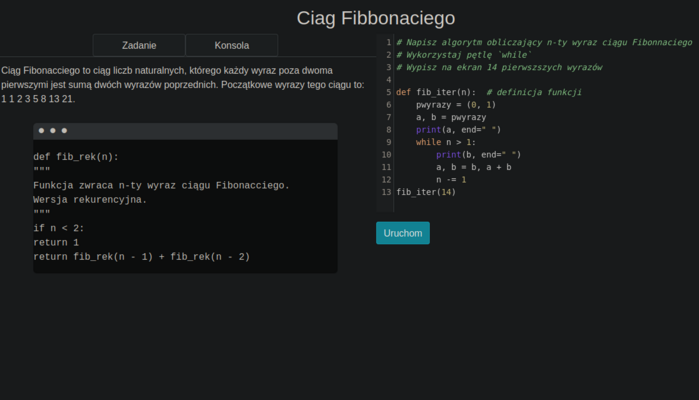 Ciag Fibbonaciego
Zadanie
Konsola
Ciąg Fibonacciego to ciąg liczb naturalnych, którego każdy wyraz poza dwoma
pierwszymi jest sumą dwóch wyrazów poprzednich. Początkowe wyrazy tego ciągu to:
1 1 2 3 5 8 13 21.
def fib_rek(n):
"""
Funkcja zwraca n-ty wyraz ciągu Fibonacciego.
Wersja rekurencyjna.
"""
if n < 2:
return 1
return fib_rek(n - 1) + fib_rek(n - 2)
1 # Napisz algorytm obliczający n-ty wyraz ciągu Fibonnaciego
2 # Wykorzystaj pętlę `while`
3 # Wypisz na ekran 14 pierwszszych wyrazów
4
5 def fib_iter(n):  # definicja funkcji
6     pwyrazy = (0, 1)
7     a, b = pwyrazy
8     print(a, end=" ")
9     while n > 1:
10         print(b, end=" ")
11         a, b = b, a + b
12         n -= 1
13 fib_iter(14)
Uruchom